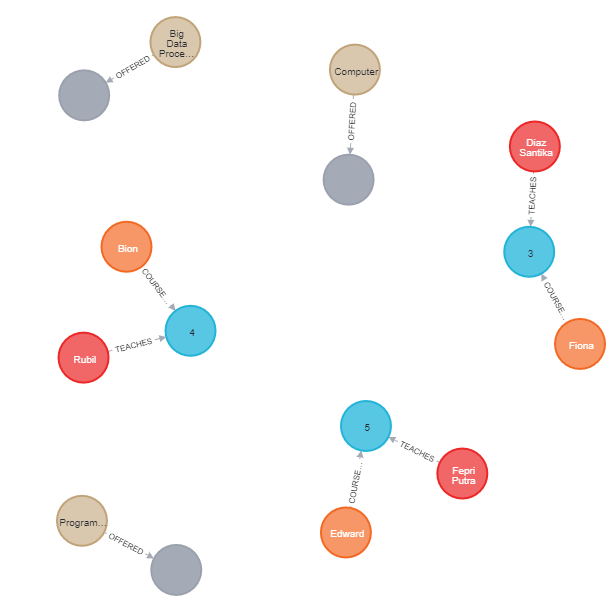 Big
Data
Proce...
OFFERED
Computer
OFFERED
Diaz
Santika
TEACHES
3
COURSE...
Fiona
Bion
COURSE...
4
TEACHES
Rubil
5
TEACHES
Fepri
Putra
COURSE...
Edward
Program...
OFFERED